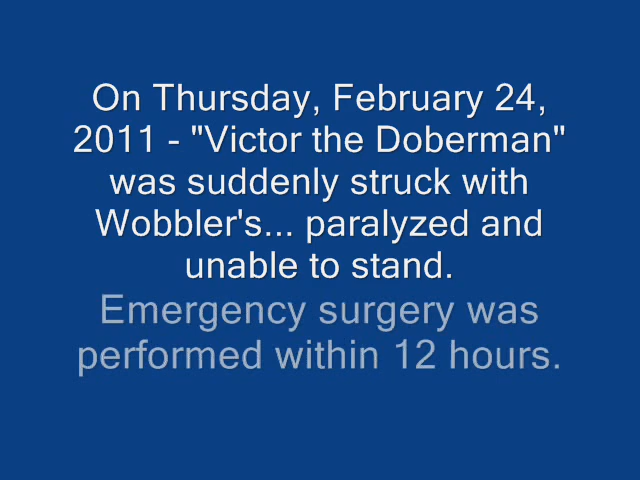 On Thursday, February 24,
2011 - "Victor the Doberman"
was suddenly struck with
Wobbler's... paralyzed and
unable to stand.
Emergency surgery was
performed within 12 hours.